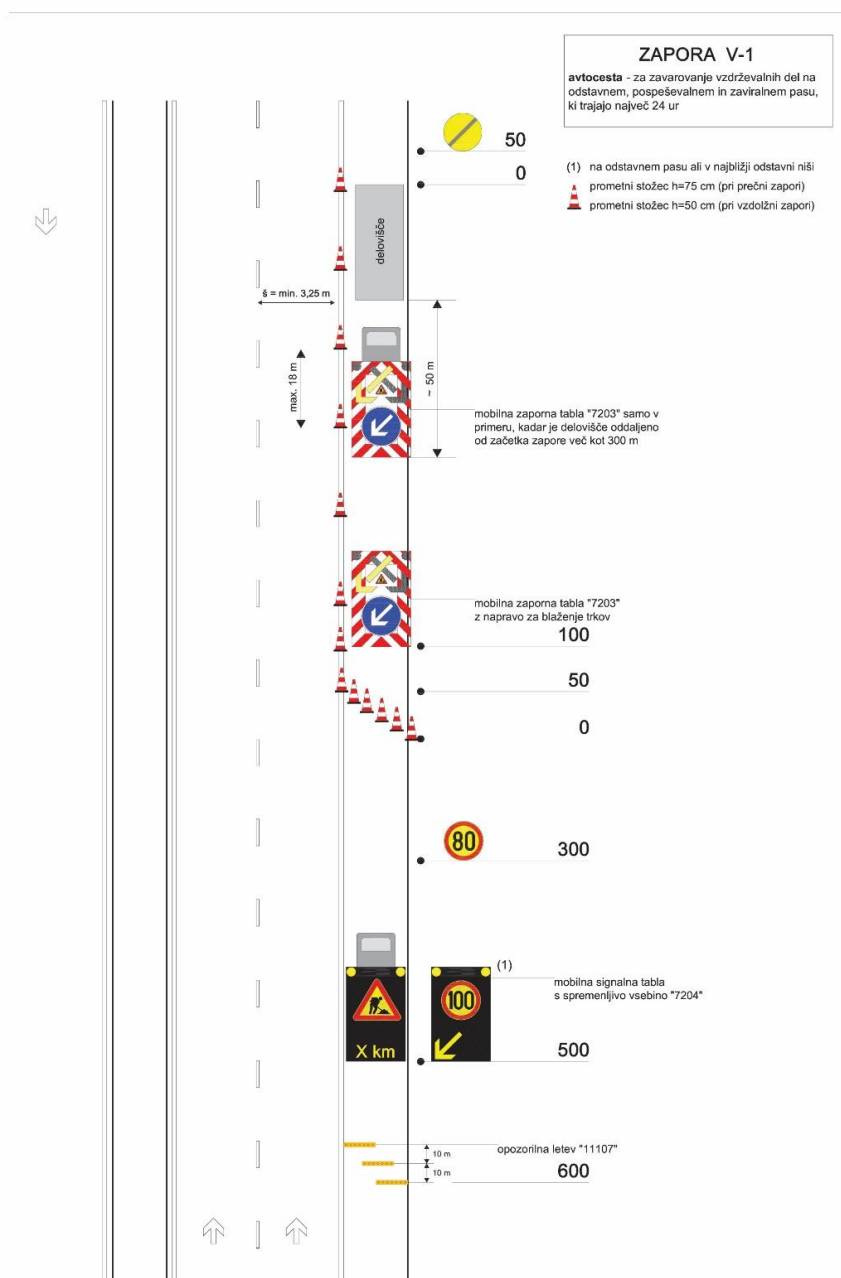 ZAPORA V-1
avtocesta - za zavarovanje vzdrževalnih del na
odstavnem, pospeševalnem in zaviralnem pasu,
ki trajajo največ 24 ur
50
0
(1) na odstavnem pasu ali v najbližji odstavni niši
prometni stožec h=75 cm (pri prečni zapori)
prometni stožec h=50 cm (pri vzdolžni zapori)
delovišče
š = min. 3,25 m
max. 18 m
~ 50 m
mobilna zaporna tabla "7203" samo v
primeru, kadar je delovišče oddaljeno
od začetka zapore več kot 300 m
mobilna zaporna tabla "7203"
z napravo za blaženje trkov
100
50
0
80
300
(1)
100
mobilna signalna tabla
s spremenljivo vsebino "7204"
X km
500
opozorilna letev "11107"
10 m
10 m
600